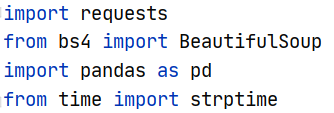 import requests
from bs4 import BeautifulSoup
import pandas as pd
from time import strptime